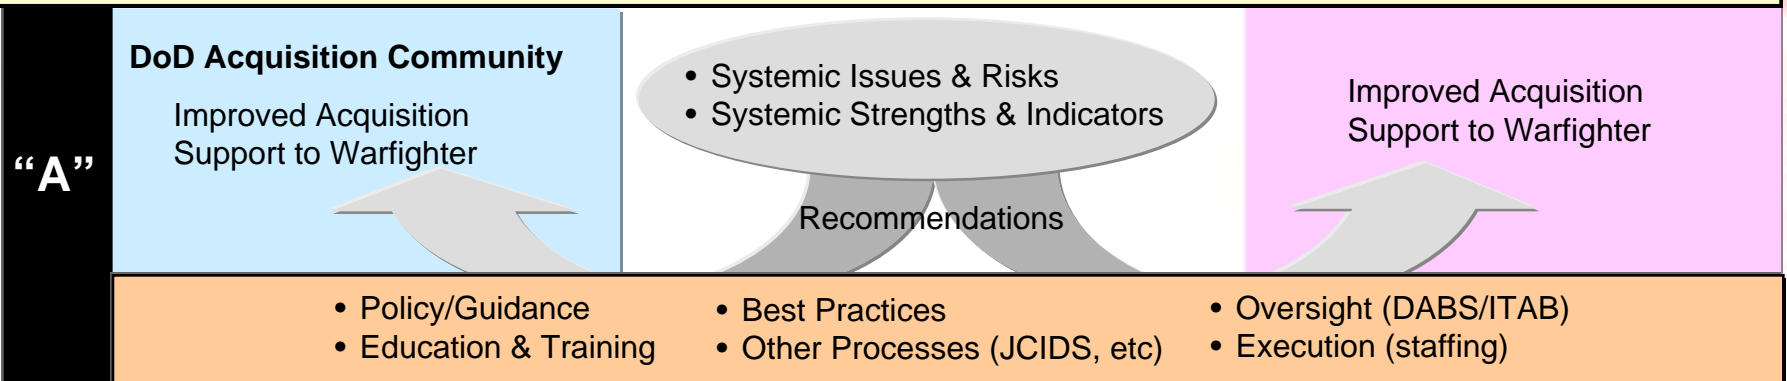 “A”
DoD Acquisition Community
Improved Acquisition
Support to Warfighter
• Systemic Issues & Risks
• Systemic Strengths & Indicators
Recommendations
Improved Acquisition
Support to Warfighter
• Policy/Guidance
• Education & Training
• Best Practices
• Other Processes (JCIDS, etc)
• Oversight (DABS/ITAB)
• Execution (staffing)